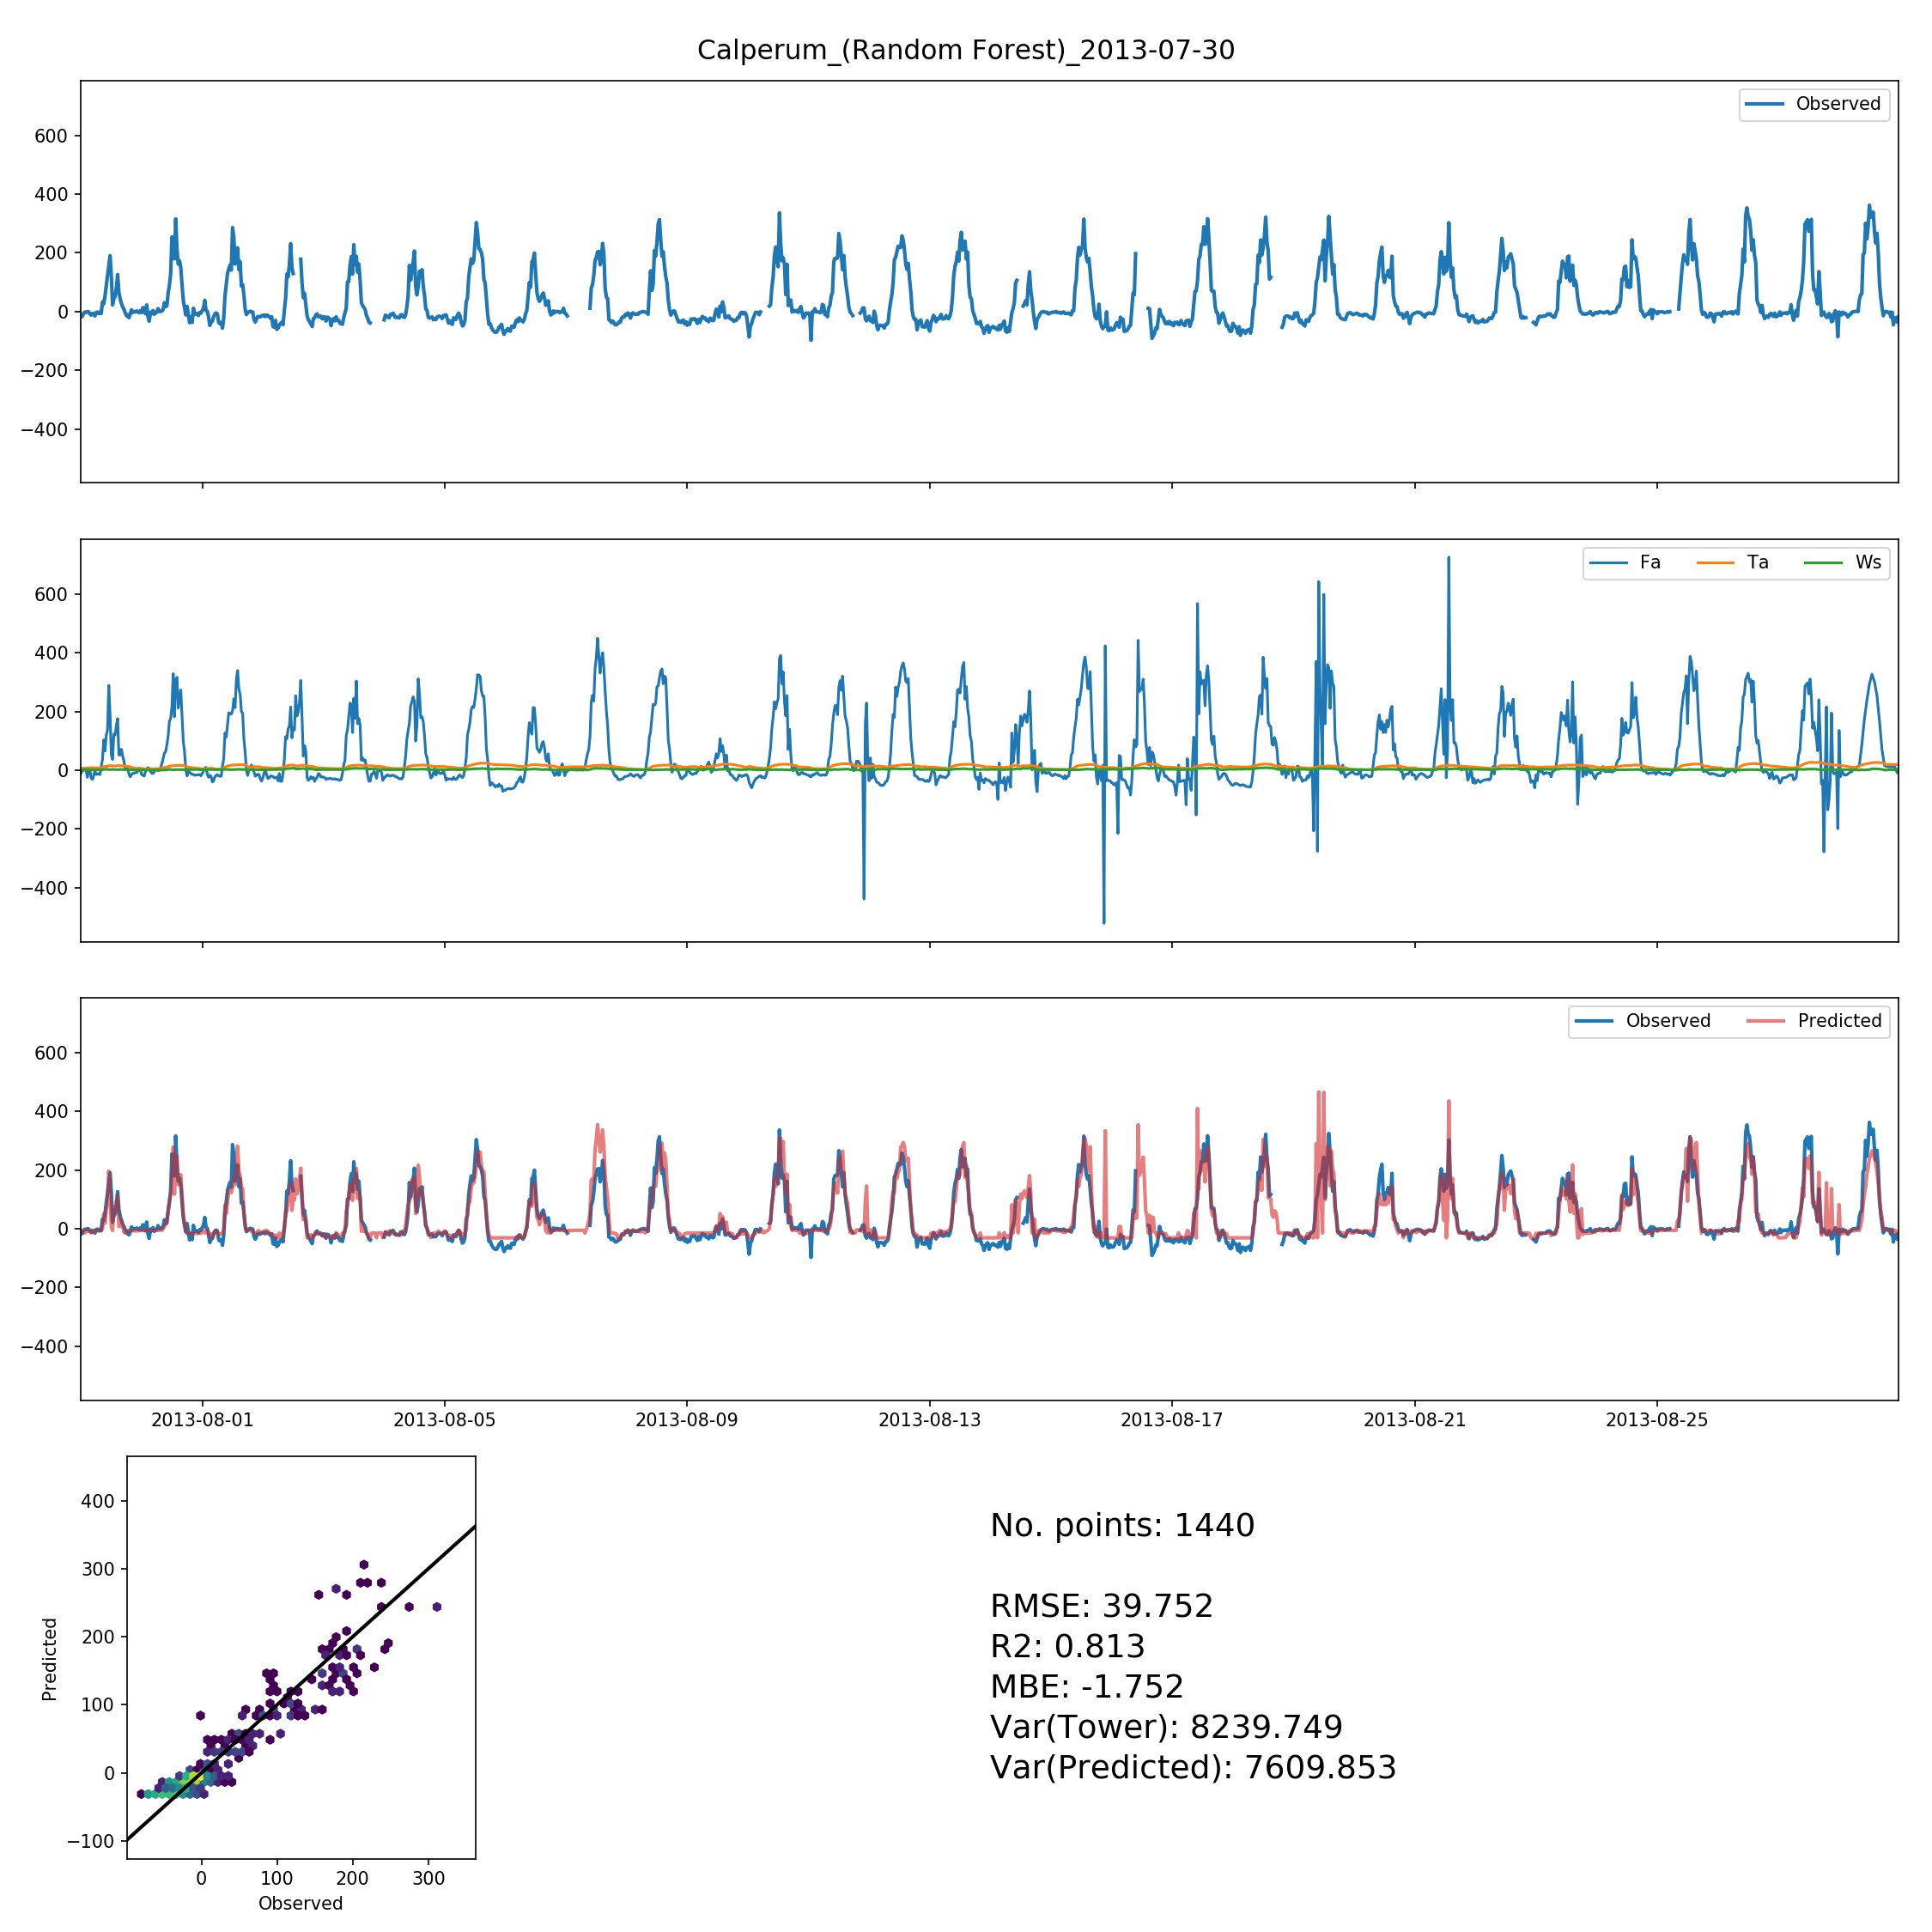 Calperum_(Random Forest)_2013-07-30
Observed
600
400
200
0
−200
−400
Fa Ta Ws
600
400
200
0
−200
−400
Observed Predicted
600
400
200
0
−200
−400
2013-08-01 2013-08-05 2013-08-09 2013-08-13 2013-08-17 2013-08-21 2013-08-25
400
300
200
100
0
−100
Predicted
0 100 200 300
Observed
No. points: 1440
RMSE: 39.752
R2: 0.813
MBE: -1.752
Var(Tower): 8239.749
Var(Predicted): 7609.853